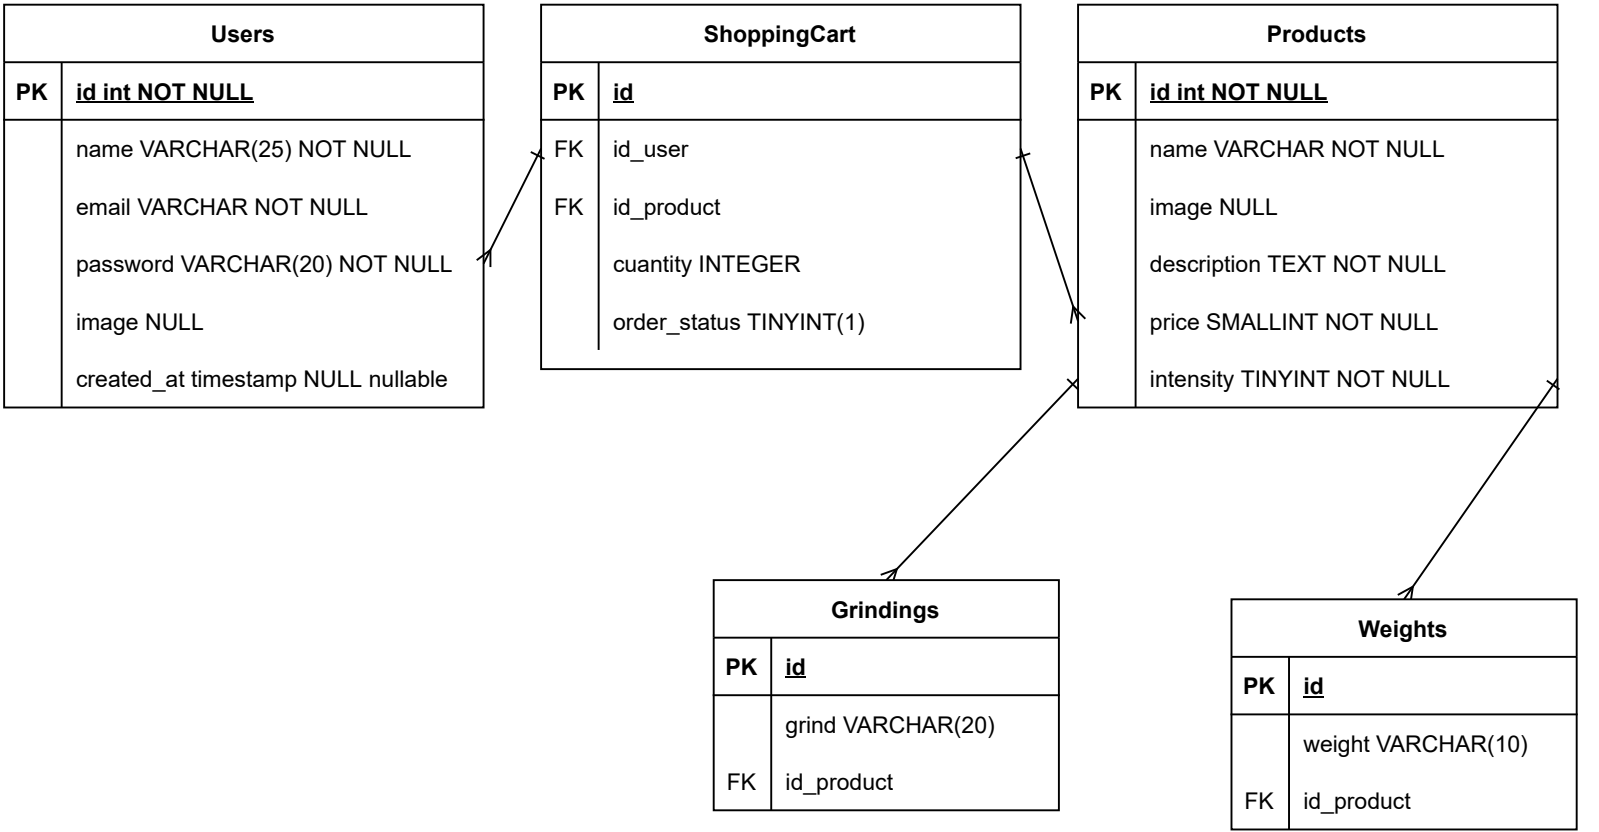 Users
PK id int NOT NULL
name VARCHAR(25) NOT NULL
email VARCHAR NOT NULL
password VARCHAR(20) NOT NULL
image NULL
created_at timestamp NULL nullable
ShoppingCart
PK id
FK id_user
FK id_product
cuantity INTEGER
order_status TINYINT(1)
Products
PK id int NOT NULL
name VARCHAR NOT NULL
image NULL
description TEXT NOT NULL
price SMALLINT NOT NULL
intensity TINYINT NOT NULL
Grindings
PK id
grind VARCHAR(20)
FK id_product
Weights
PK id
weight VARCHAR(10)
FK id_product